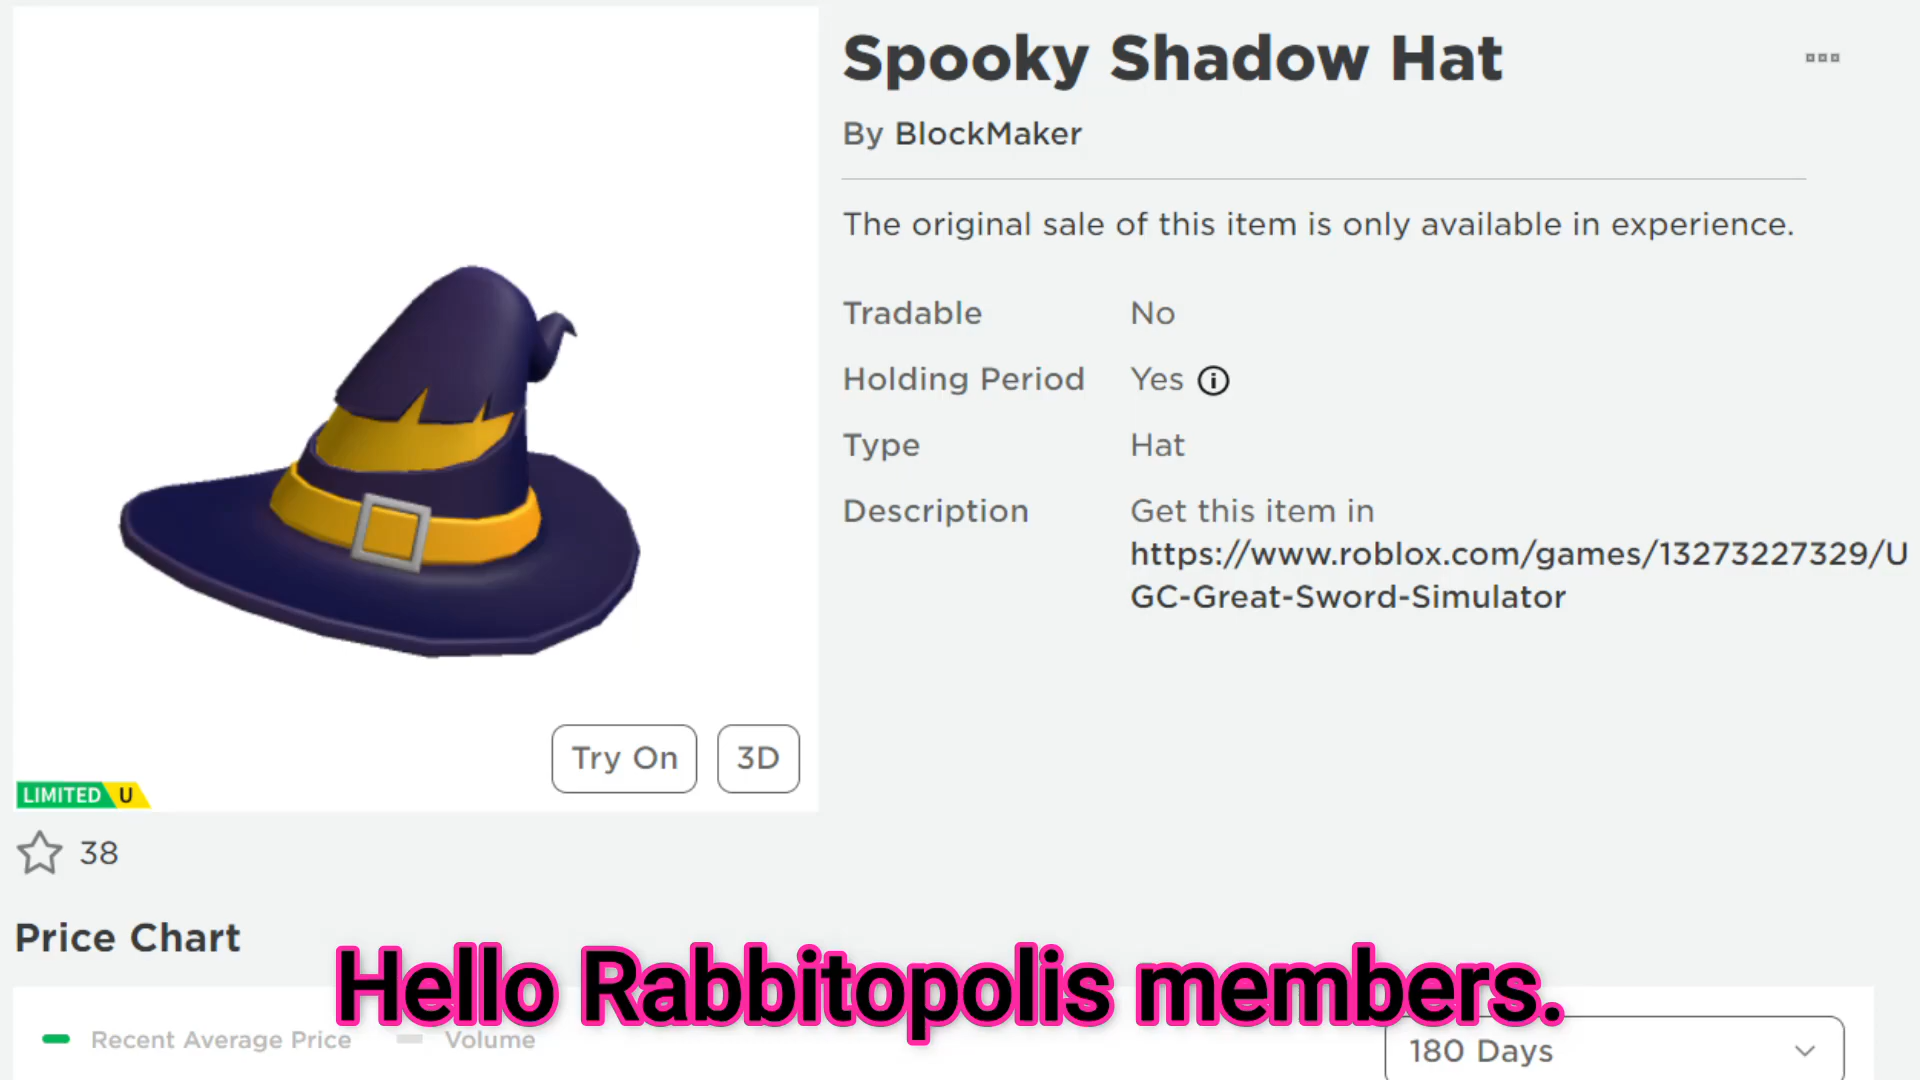 Spooky Shadow Hat
By BlockMaker
The original sale of this item is only available in experience.
Tradable No
Holding Period Yes
Type Hat
Description Get this item in
https://www.roblox.com/games/13273227329/U
GC-Great-Sword-Simulator
Try On 3D
LIMITED U
38
Price Chart
Hello Rabbitopolis members.
Recent Average Price Volume
180 Days